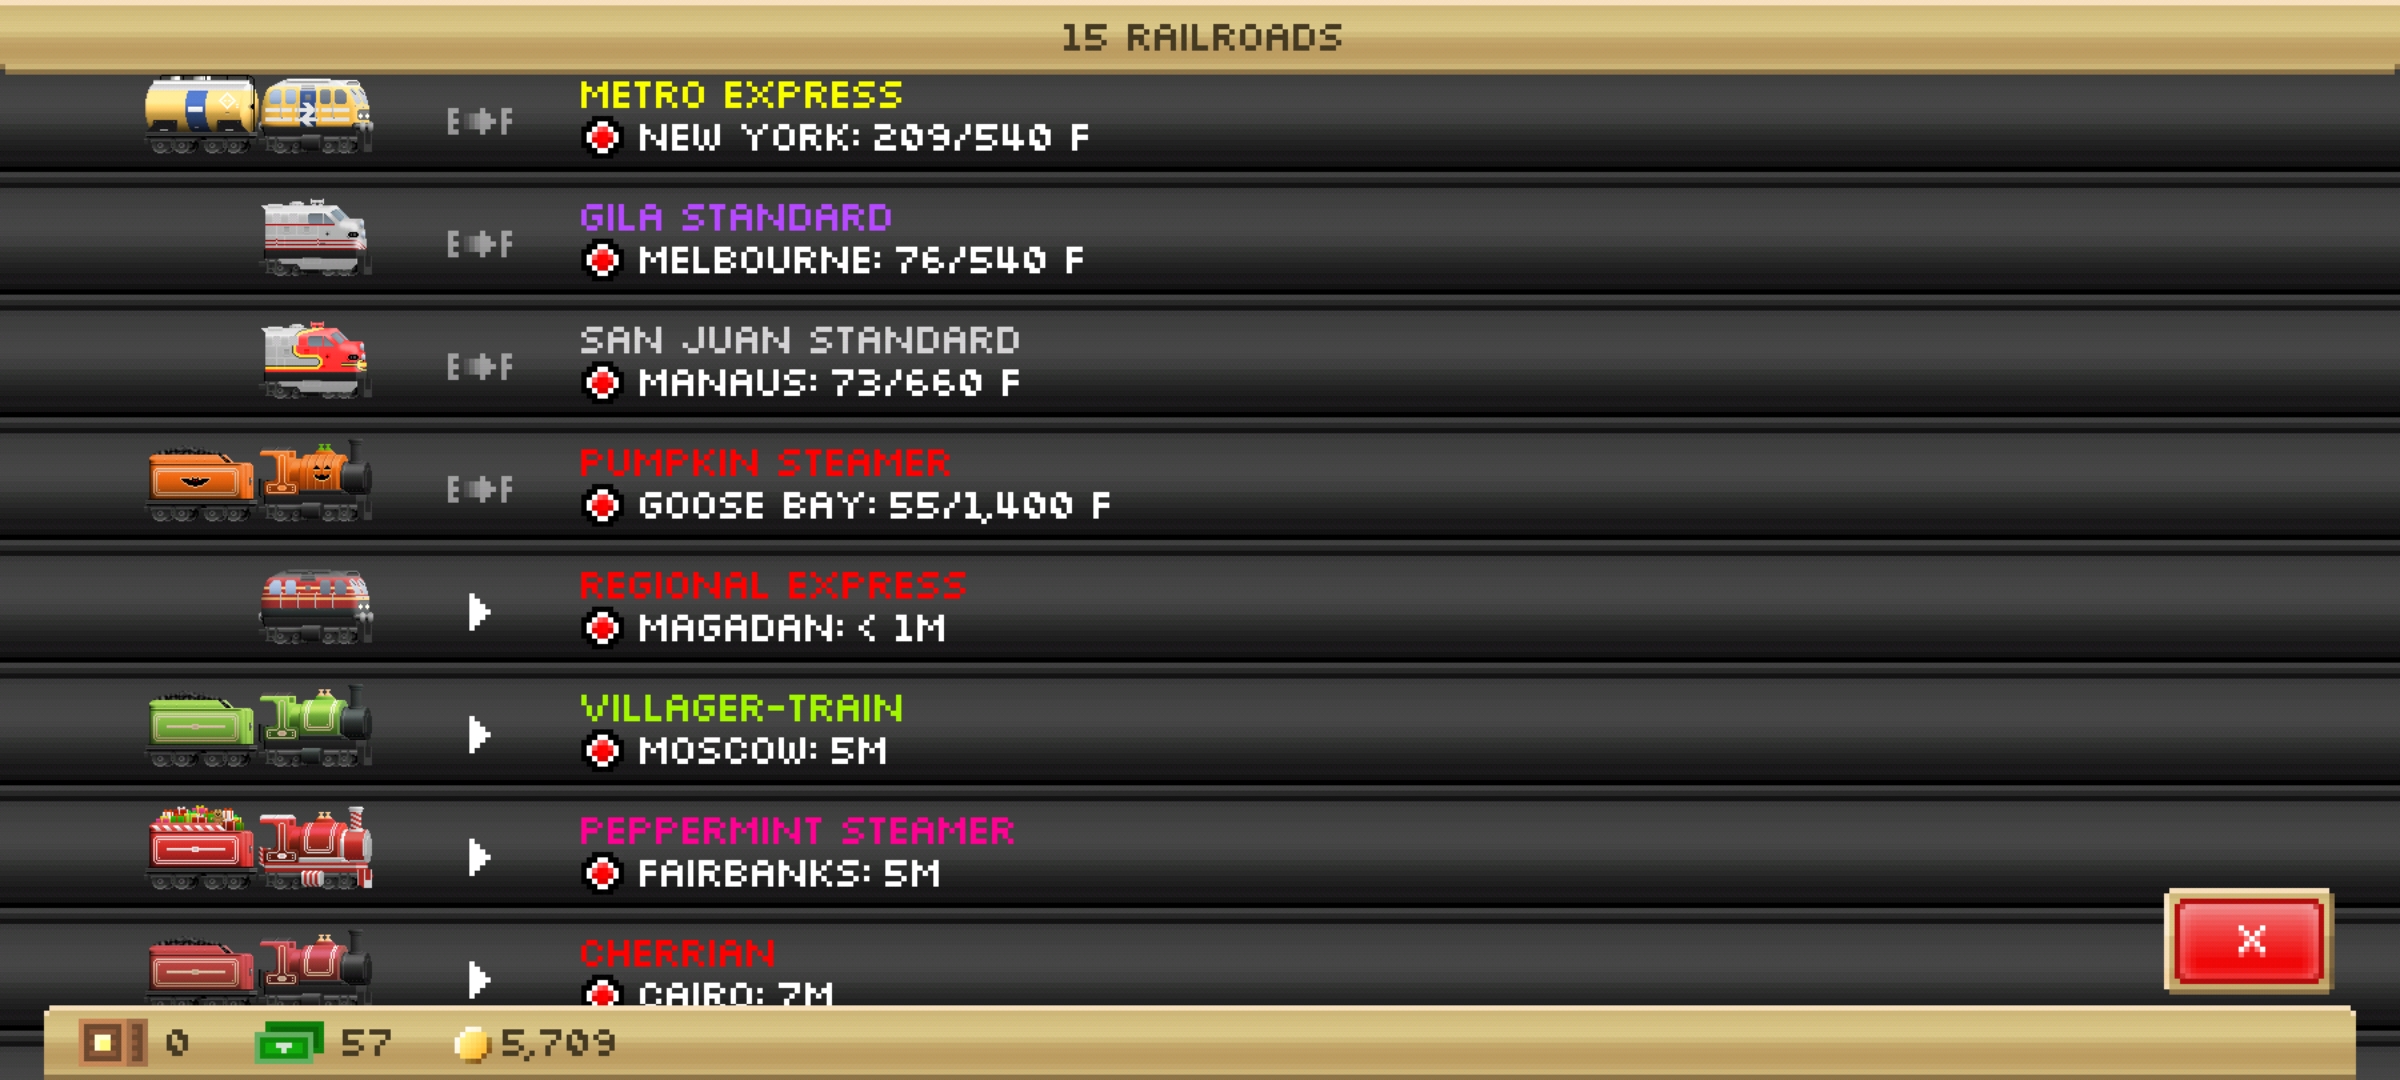 15 RAILROADS
METRO EXPRESS
E F NEW YORK: 209/540 F
GILA STANDARD
E F MELBOURNE: 76/540 F
SAN JUAN STANDARD
E F MANAUS: 73/660 F
PUMPKIN STEAMER
E F GOOSE BAY: 55/1,400 F
REGIONAL EXPRESS
MAGADAN: < 1M
VILLAGER-TRAIN
MOSCOW: 5M
PEPPERMINT STEAMER
FAIRBANKS: 5M
CHERRIAN
CAIRO: 7M
X
0 57 5,709